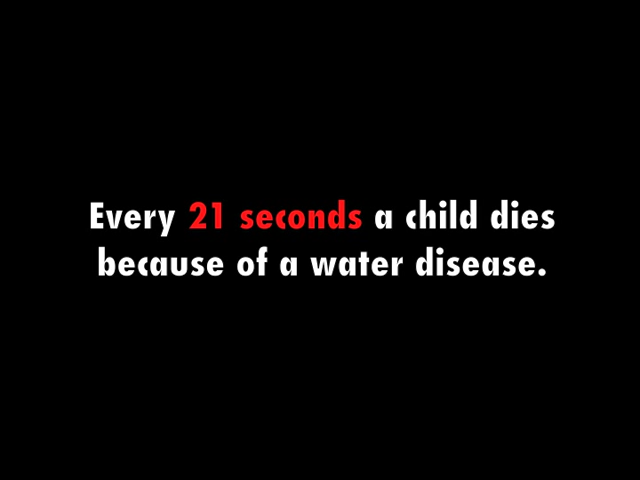 Every 21 seconds a child dies
because of a water disease.